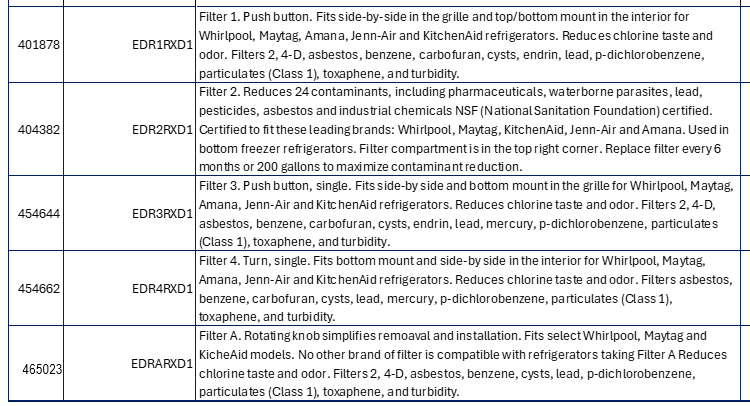 401878 EDR1RXD1 Filter 1. Push button. Fits side-by-side in the grille and top/bottom mount in the interior for
Whirlpool, Maytag, Amana, Jenn-Air and KitchenAid refrigerators. Reduces chlorine taste and
odor. Filters 2, 4-D, asbestos, benzene, carbofuran, cysts, endrin, lead, p-dichlorobenzene,
particulates (Class 1), toxaphene, and turbidity.
404382 EDR2RXD1 Filter 2. Reduces 24 contaminants, including pharmaceuticals, waterborne parasites, lead,
pesticides, asbestos and industrial chemicals NSF (National Sanitation Foundation) certified.
Certified to fit these leading brands: Whirlpool, Maytag, KitchenAid, Jenn-Air and Amana. Used in
bottom freezer refrigerators. Filter compartment is in the top right corner. Replace filter every 6
months or 200 gallons to maximize contaminant reduction.
454644 EDR3RXD1 Filter 3. Push button, single. Fits side-by side and bottom mount in the grille for Whirlpool, Maytag,
Amana, Jenn-Air and KitchenAid refrigerators. Reduces chlorine taste and odor. Filters 2, 4-D,
asbestos, benzene, carbofuran, cysts, endrin, lead, mercury, p-dichlorobenzene, particulates
(Class 1), toxaphene, and turbidity.
454662 EDR4RXD1 Filter 4. Turn, single. Fits bottom mount and side-by side in the interior for Whirlpool, Maytag,
Amana, Jenn-Air and KitchenAid refrigerators. Reduces chlorine taste and odor. Filters asbestos,
benzene, carbofuran, cysts, lead, mercury, p-dichlorobenzene, particulates (Class 1),
toxaphene, and turbidity.
465023 EDRARXD1 Filter A. Rotating knob simplifies remoaval and installation. Fits select Whirlpool, Maytag and
KicheAid models. No other brand of filter is compatible with refrigerators taking Filter A Reduces
chlorine taste and odor. Filters 2, 4-D, asbestos, benzene, cysts, lead, p-dichlorobenzene,
particulates (Class 1), toxaphene, and turbidity.